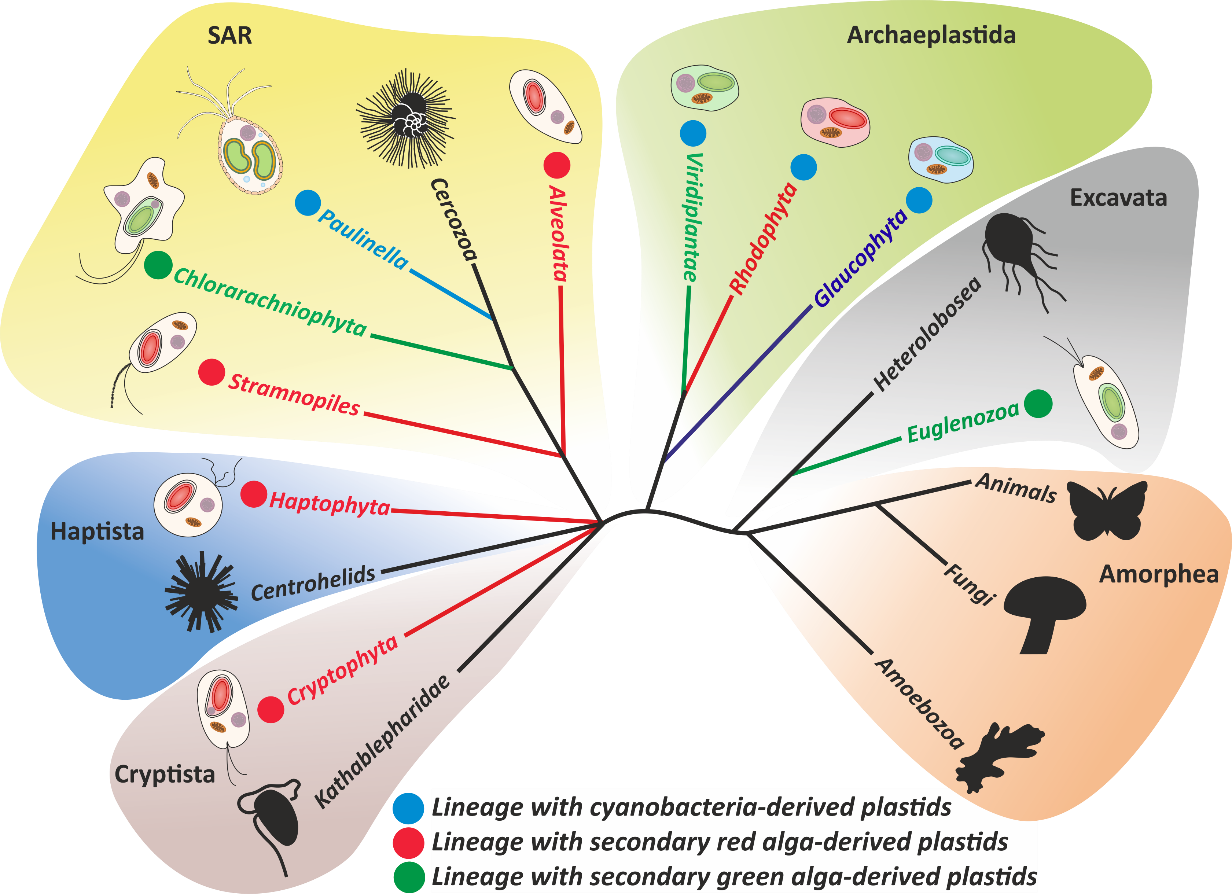 SAR
Archaeplastida
Excavata
Amorphea
Haptista
Cryptista
Paulinella
Cercozoa
Alveolata
Chlorarachniophyta
Stramnopiles
Viridiplantae
Rhodophyta
Glaucophyta
Heterolobosea
Euglenozoa
Animals
Fungi
Amoebozoa
Haptophyta
Centrohelids
Cryptophyta
Kathablepharidae
Lineage with cyanobacteria-derived plastids
Lineage with secondary red alga-derived plastids
Lineage with secondary green alga-derived plastids